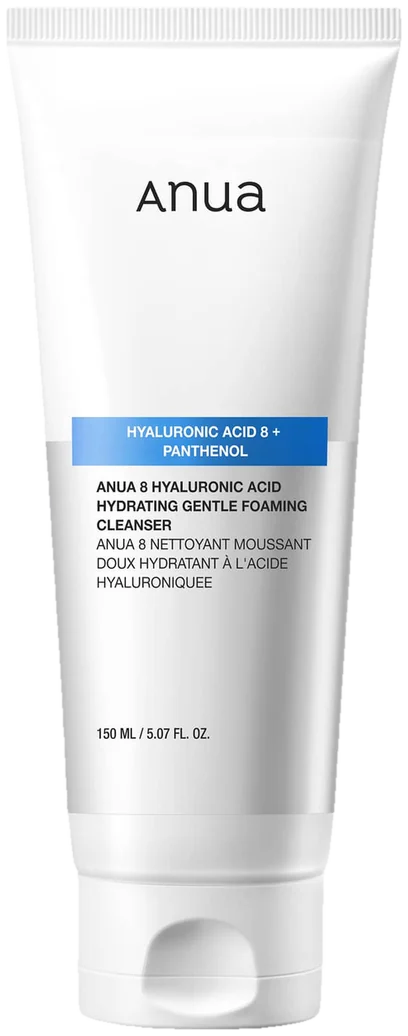 Anua
HYALURONIC ACID 8 +
PANTHENOL
ANUA 8 HYALURONIC ACID
HYDRATING GENTLE FOAMING
CLEANSER
ANUA 8 NETTOYANT MOUSSANT
DOUX HYDRATANT À L'ACIDE
HYALURONIQUEE
150 ML / 5.07 FL. OZ.